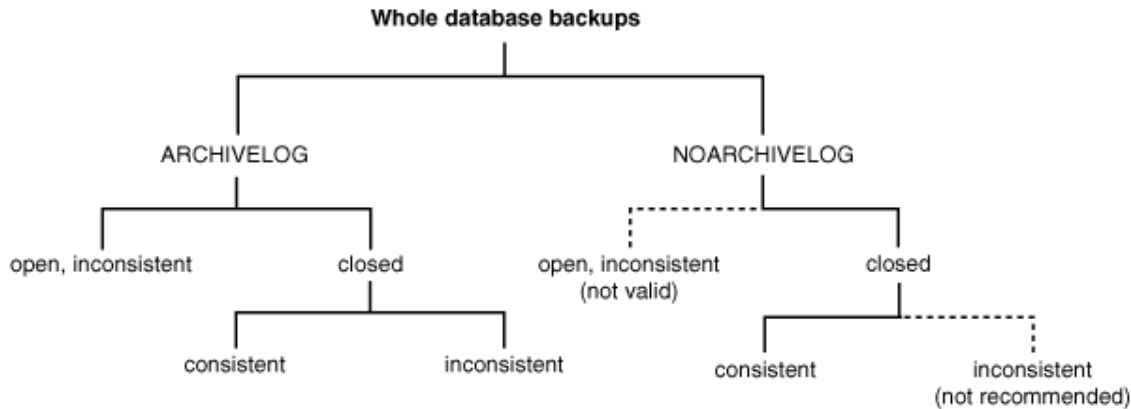 Whole database backups
ARCHIVELOG
NOARCHIVELOG
open, inconsistent
closed
open, inconsistent
(not valid)
closed
consistent
inconsistent
consistent
inconsistent
(not recommended)